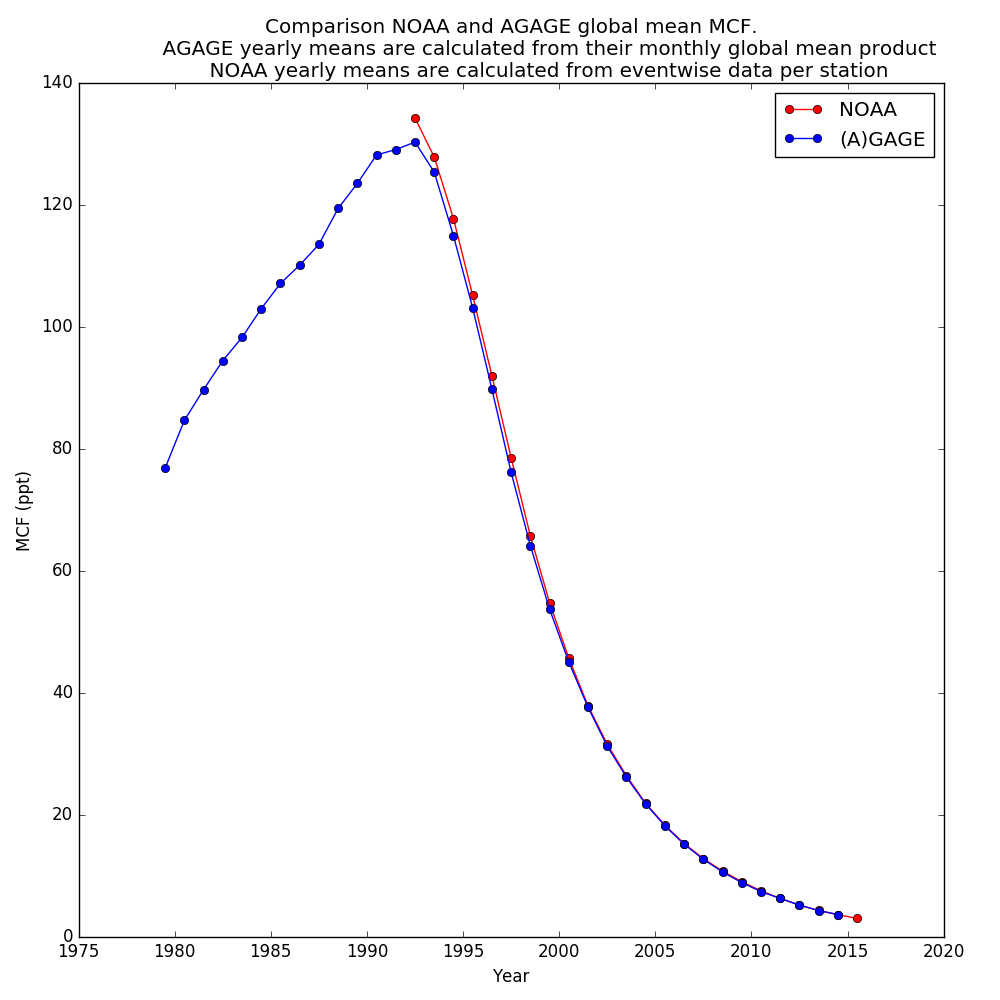 Comparison NOAA and AGAGE global mean MCF.
AGAGE yearly means are calculated from their monthly global mean product
NOAA yearly means are calculated from eventwise data per station
NOAA
(A)GAGE
MCF (ppt)
140
120
100
80
60
40
20
0
1975 1980 1985 1990 1995 2000 2005 2010 2015 2020
Year